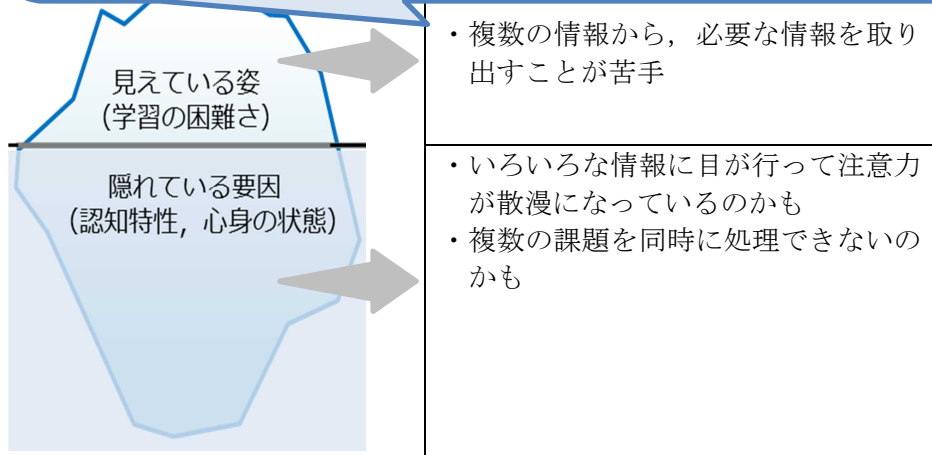 見えている姿
(学習の困難さ)
・複数の情報から，必要な情報を取り
出すことが苦手
隠れている要因
(認知特性，心身の状態)
・いろいろな情報に目が行って注意力
が散漫になっているのかも
・複数の課題を同時に処理できないの
かも